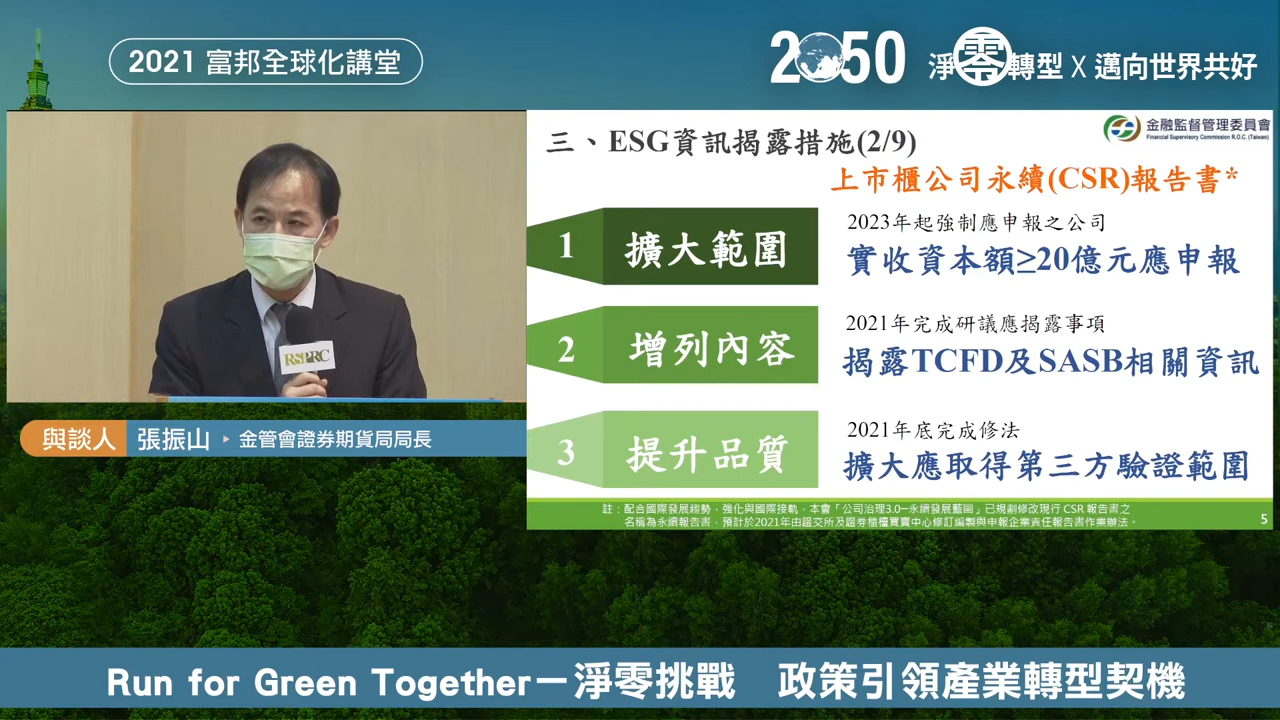 2021 富邦全球化講堂
2050 淨零轉型 X 邁向世界共好
RSPRC
與談人 張振山 金管會證券期貨局局長
金融監督管理委員會
Financial Supervisory Commission R.O.C. (Taiwan)
三、ESG資訊揭露措施(2/9)
上市櫃公司永續(CSR)報告書*
1 擴大範圍
2023年起強制應申報之公司
實收資本額≥20億元應申報
2 增列內容
2021年完成研議應揭露事項
揭露TCFD及SASB相關資訊
3 提升品質
2021年底完成修法
擴大應取得第三方驗證範圍
註：配合國際發展趨勢，強化與國際接軌，本會「公司治理3.0—永續發展藍圖」已規劃修改現行 CSR 報告書之
名稱為永續報告書，預計於2021年由證交所及證券櫃檯買賣中心修訂編製與申報企業責任報告書作業辦法。
5
Run for Green Together－淨零挑戰 政策引領產業轉型契機